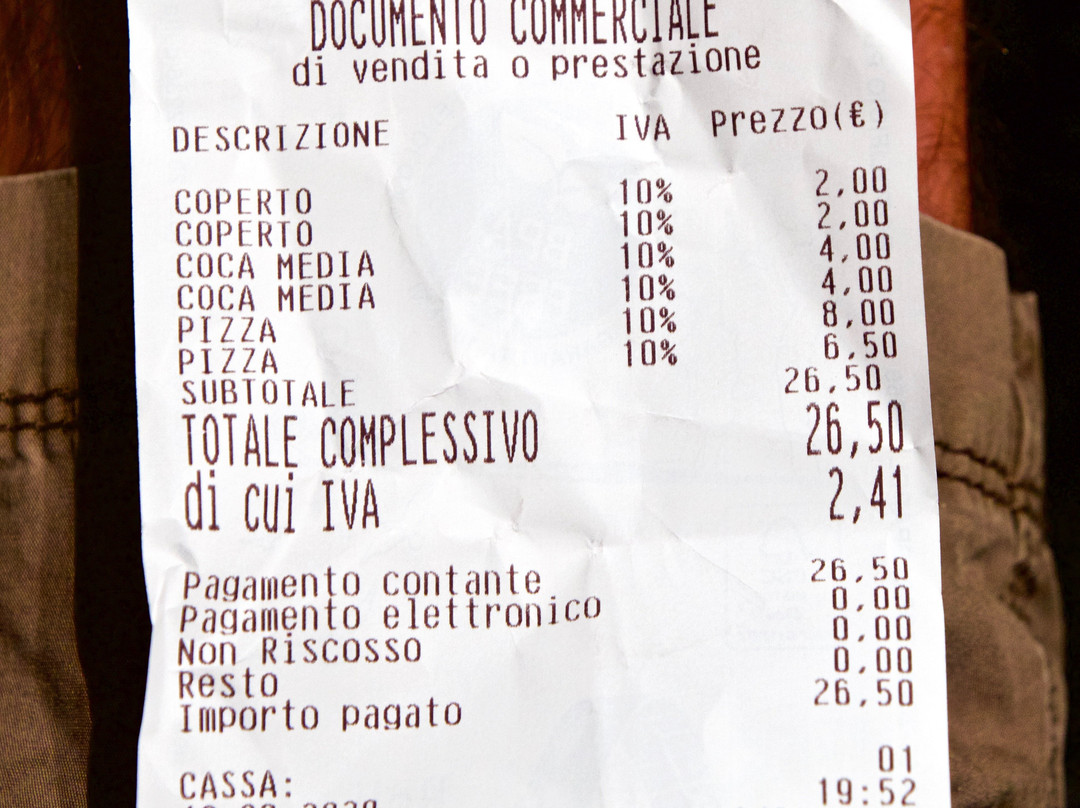 DOCUMENTO COMMERCIALE
di vendita o prestazione
DESCRIZIONE IVA Prezzo(€)
COPERTO 10% 2,00
COPERTO 10% 2,00
COCA MEDIA 10% 4,00
COCA MEDIA 10% 4,00
PIZZA 10% 8,00
PIZZA 10% 6,50
SUBTOTALE 26,50
TOTALE COMPLESSIVO 26,50
di cui IVA 2,41
Pagamento contante 26,50
Pagamento elettronico 0,00
Non Riscosso 0,00
Resto 0,00
Importo pagato 26,50
CASSA: 01
19:52